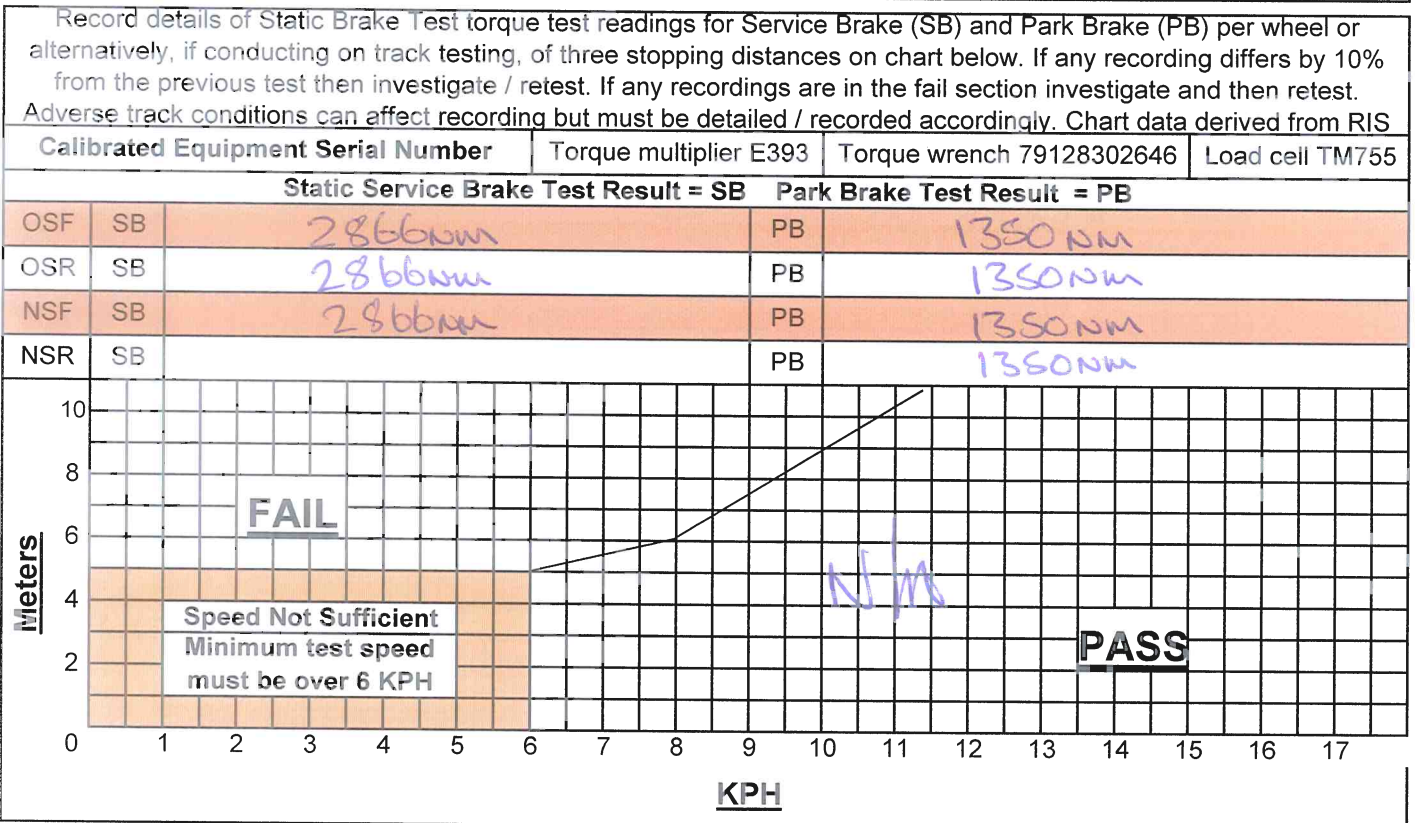 Record details of Static Brake Test torque test readings for Service Brake (SB) and Park Brake (PB) per wheel or
alternatively, if conducting on track testing, of three stopping distances on chart below. If any recording differs by 10%
from the previous test then investigate / retest. If any recordings are in the fail section investigate and then retest.
Adverse track conditions can affect recording but must be detailed / recorded accordingly. Chart data derived from RIS
Calibrated Equipment Serial Number Torque multiplier E393 Torque wrench 79128302646 Load cell TM755
Static Service Brake Test Result = SB Park Brake Test Result = PB
OSF SB 2866NM PB 1350NM
OSR SB 2866NM PB 1350NM
NSF SB 2866NM PB 1350NM
NSR SB PB 1350NM
10
8
FAIL
6
Meters
N/A
4
Speed Not Sufficient
Minimum test speed
must be over 6 KPH
PASS
2
0 1 2 3 4 5 6 7 8 9 10 11 12 13 14 15 16 17
KPH